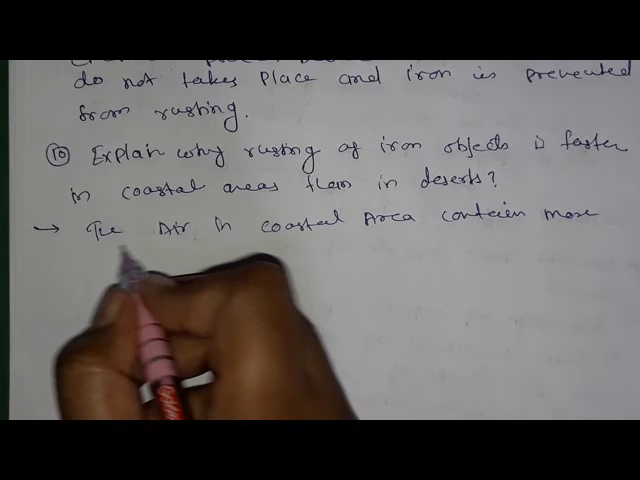 do not takes place and iron is prevented
from rusting.
(10) Explain why rusting of iron objects is faster
in coastal areas than in deserts?
→ The Air in coastal Area contain more